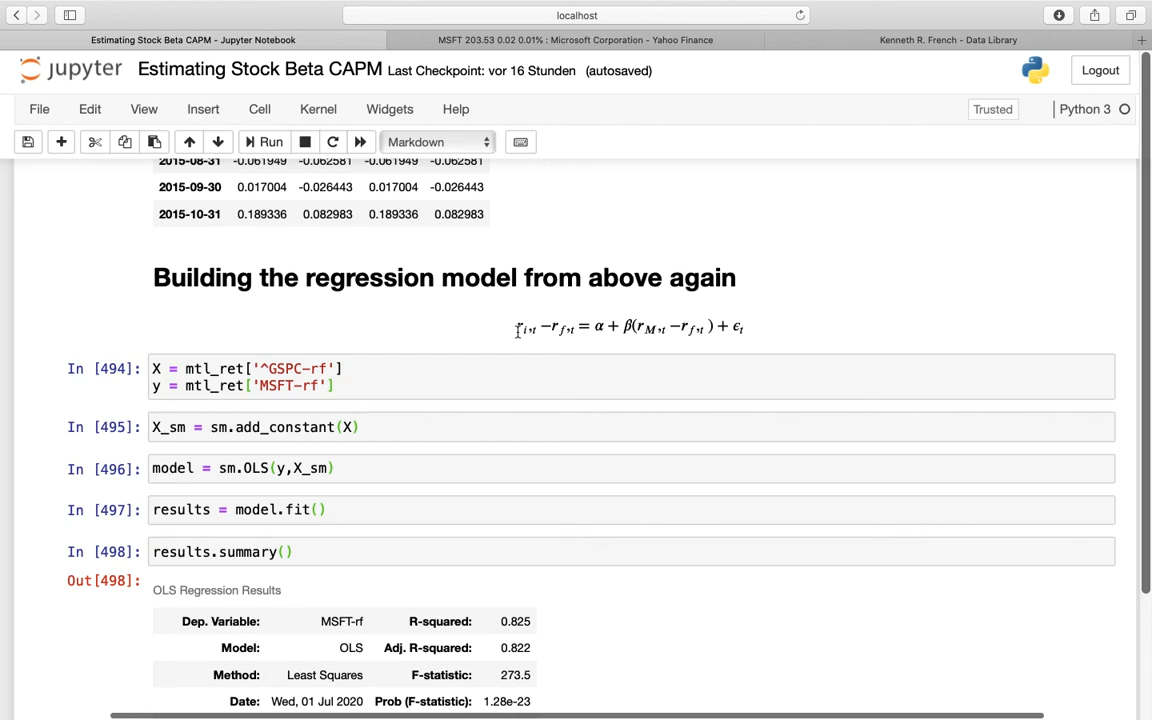 localhost
Estimating Stock Beta CAPM - Jupyter Notebook
MSFT 203.53 0.02 0.01% : Microsoft Corporation - Yahoo Finance
Kenneth R. French - Data Library
jupyter Estimating Stock Beta CAPM Last Checkpoint: vor 16 Stunden (autosaved)
Logout
File Edit View Insert Cell Kernel Widgets Help
Trusted
Python 3
Run
Markdown
2015-08-31 -0.061949 -0.062581 -0.061949 -0.062581
2015-09-30 0.017004 -0.026443 0.017004 -0.026443
2015-10-31 0.189336 0.082983 0.189336 0.082983
Building the regression model from above again
r_i,t − r_f,t = α + β(r_M,t − r_f,t) + ϵ_t
In [494]: X = mtl_ret['^GSPC-rf']
y = mtl_ret['MSFT-rf']
In [495]: X_sm = sm.add_constant(X)
In [496]: model = sm.OLS(y,X_sm)
In [497]: results = model.fit()
In [498]: results.summary()
Out[498]:
OLS Regression Results
Dep. Variable: MSFT-rf R-squared: 0.825
Model: OLS Adj. R-squared: 0.822
Method: Least Squares F-statistic: 273.5
Date: Wed, 01 Jul 2020 Prob (F-statistic): 1.28e-23